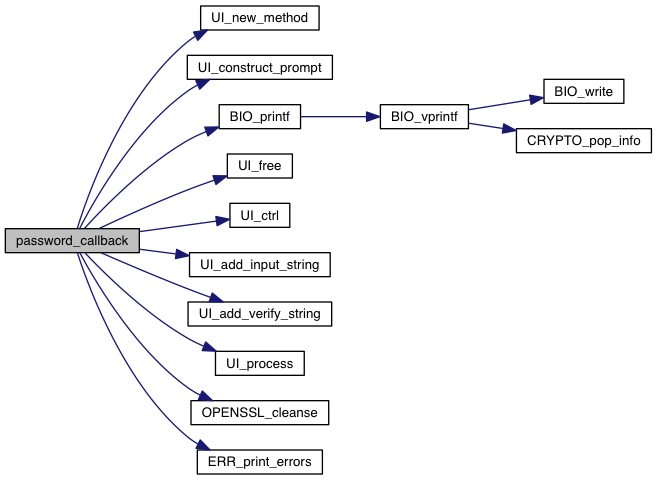 UI_new_method
UI_construct_prompt
BIO_printf
BIO_vprintf
BIO_write
CRYPTO_pop_info
UI_free
UI_ctrl
password_callback
UI_add_input_string
UI_add_verify_string
UI_process
OPENSSL_cleanse
ERR_print_errors